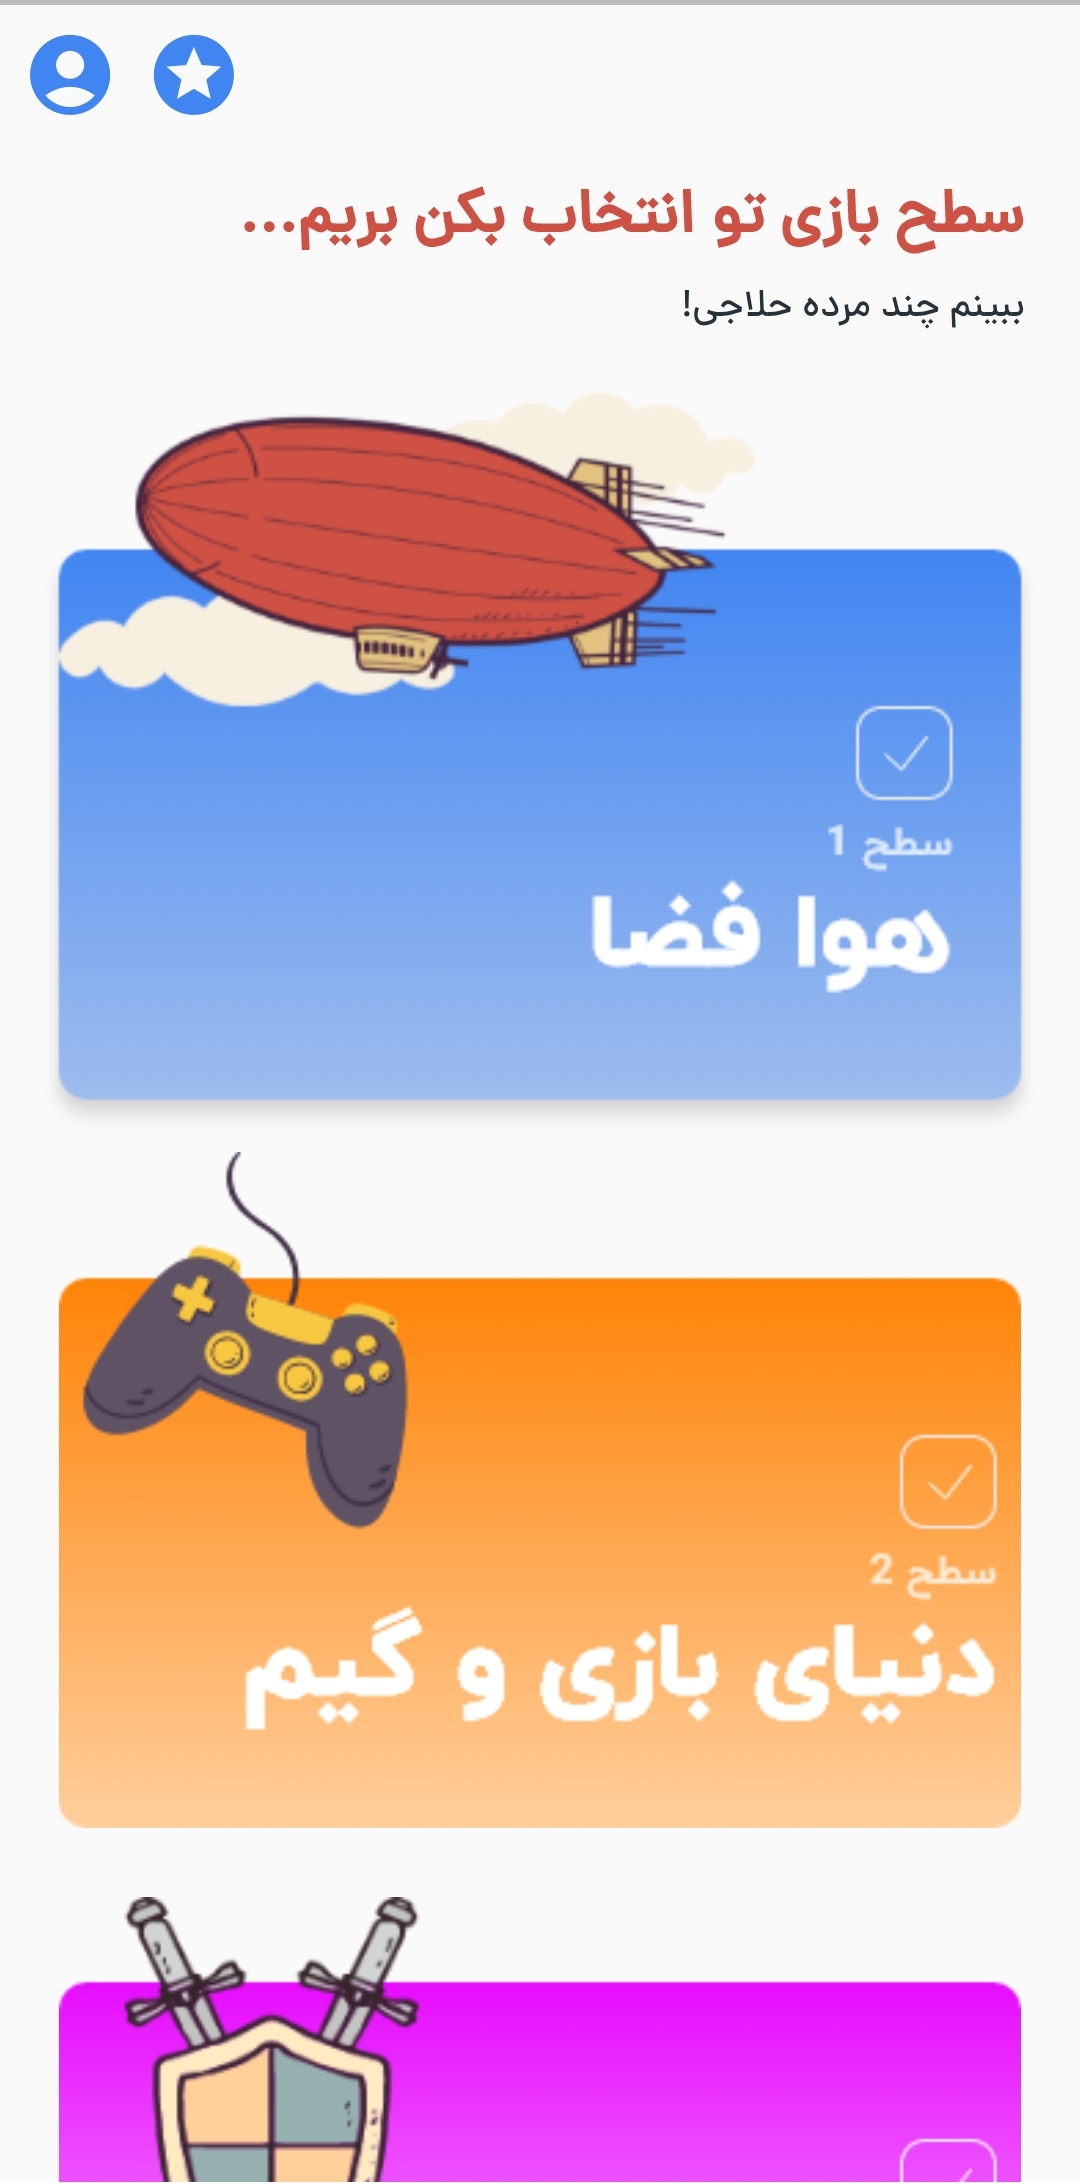 سطح بازی تو انتخاب بکن بریم...
ببینم چند مرده حلاجی!
سطح 1
هوا فضا
سطح 2
دنیای بازی و گیم